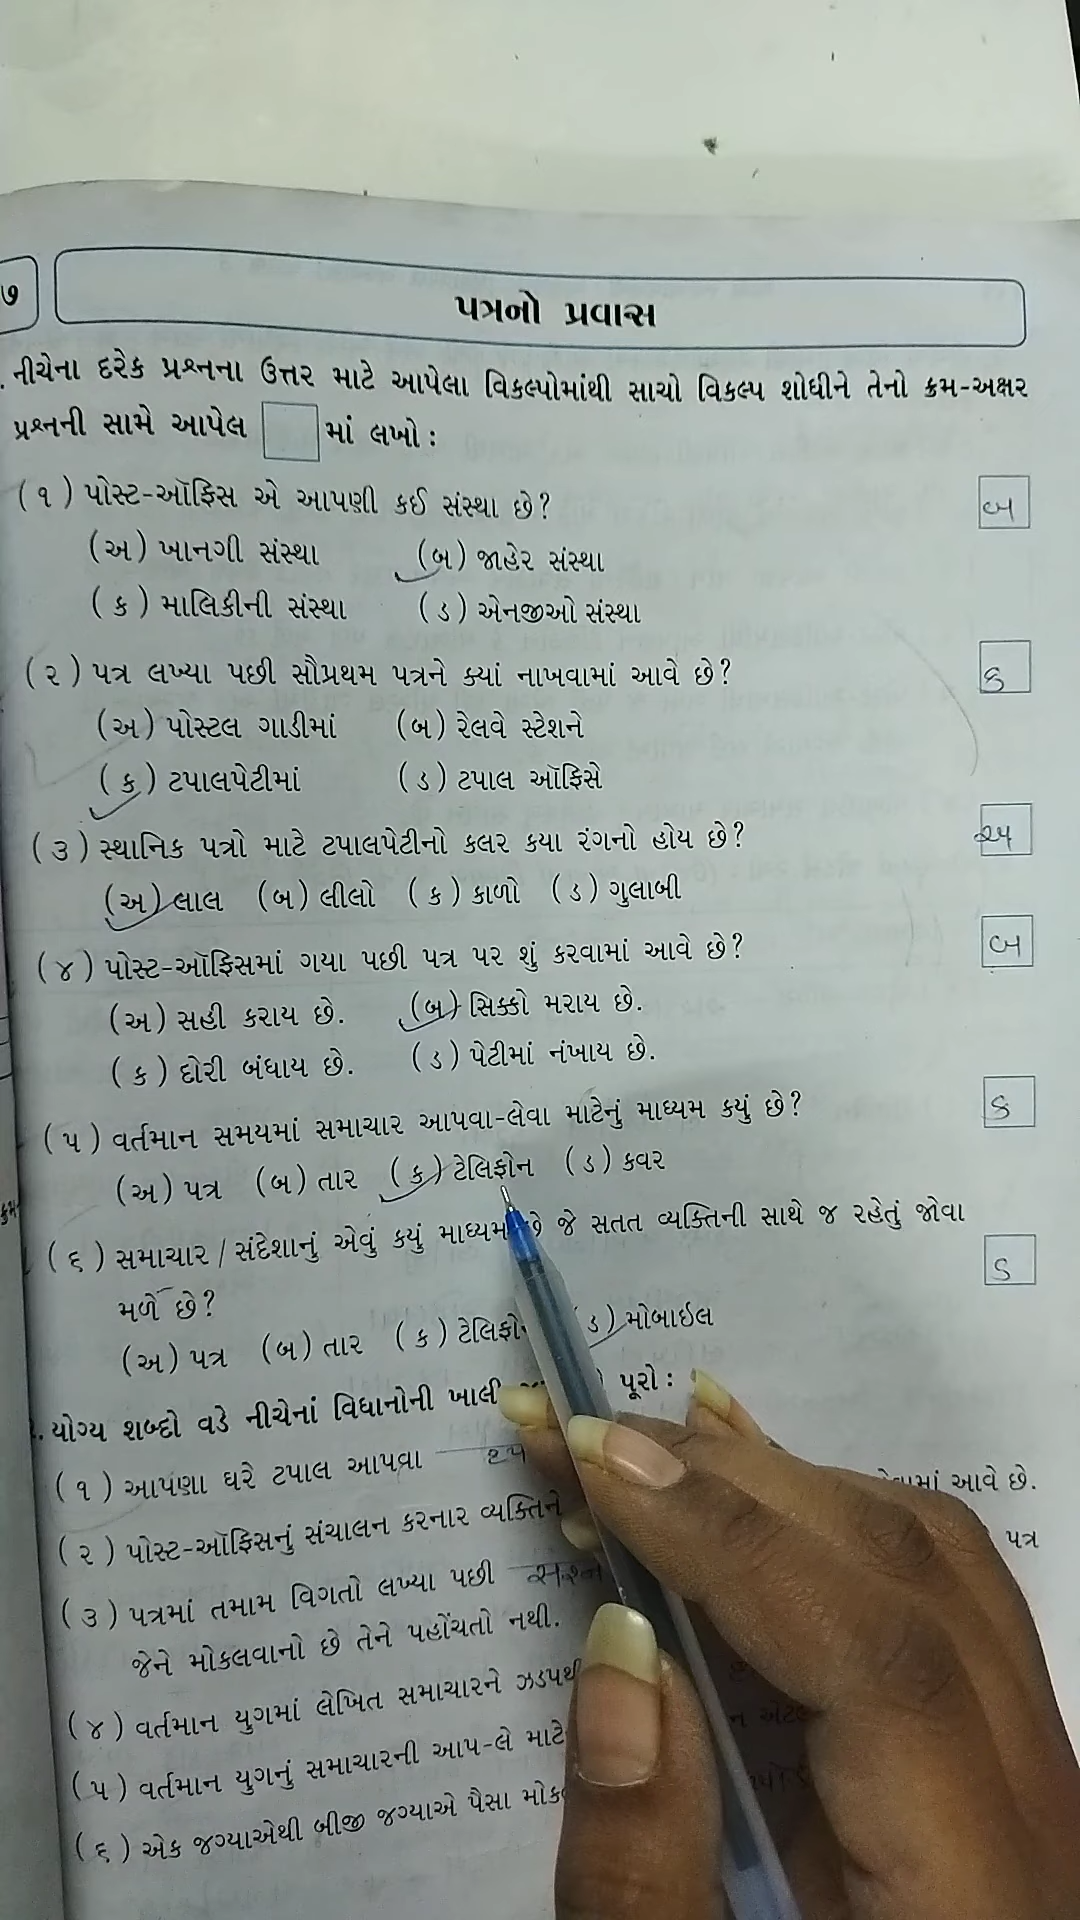 ૭
પત્રનો પ્રવાસ
. નીચેના દરેક પ્રશ્નના ઉત્તર માટે આપેલા વિકલ્પોમાંથી સાચો વિકલ્પ શોધીને તેનો ક્રમ-અક્ષર
પ્રશ્નની સામે આપેલ માં લખો :
(૧) પોસ્ટ-ઑફિસ એ આપણી કઈ સંસ્થા છે? બ
(અ) ખાનગી સંસ્થા (બ) જાહેર સંસ્થા
(ક) માલિકીની સંસ્થા (ડ) એનજીઓ સંસ્થા
(૨) પત્ર લખ્યા પછી સૌપ્રથમ પત્રને ક્યાં નાખવામાં આવે છે? ક
(અ) પોસ્ટલ ગાડીમાં (બ) રેલવે સ્ટેશને
(ક) ટપાલપેટીમાં (ડ) ટપાલ ઑફિસે
(૩) સ્થાનિક પત્રો માટે ટપાલપેટીનો કલર કયા રંગનો હોય છે? અ
(અ) લાલ (બ) લીલો (ક) કાળો (ડ) ગુલાબી
(૪) પોસ્ટ-ઑફિસમાં ગયા પછી પત્ર પર શું કરવામાં આવે છે? બ
(અ) સહી કરાય છે. (બ) સિક્કો મરાય છે.
(ક) દોરી બંધાય છે. (ડ) પેટીમાં નંખાય છે.
(૫) વર્તમાન સમયમાં સમાચાર આપવા-લેવા માટેનું માધ્યમ કયું છે? ક
(અ) પત્ર (બ) તાર (ક) ટેલિફોન (ડ) કવર
(૬) સમાચાર / સંદેશાનું એવું કયું માધ્યમ છે જે સતત વ્યક્તિની સાથે જ રહેતું જોવા
મળે છે? ડ
(અ) પત્ર (બ) તાર (ક) ટેલિફોન (ડ) મોબાઇલ
. યોગ્ય શબ્દો વડે નીચેનાં વિધાનોની ખાલી પૂરો :
(૧) આપણા ઘરે ટપાલ આપવા આવે છે.
(૨) પોસ્ટ-ઑફિસનું સંચાલન કરનાર વ્યક્તિને
(૩) પત્રમાં તમામ વિગતો લખ્યા પછી પત્ર
જેને મોકલવાનો છે તેને પહોંચતો નથી.
(૪) વર્તમાન યુગમાં લેખિત સમાચારને ઝડપથી
(૫) વર્તમાન યુગનું સમાચારની આપ-લે માટે
(૬) એક જગ્યાએથી બીજી જગ્યાએ પૈસા